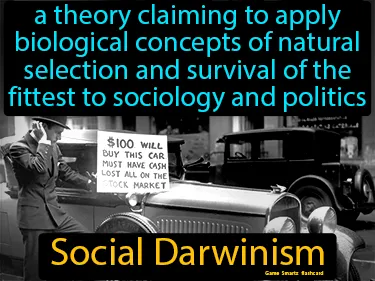 a theory claiming to apply
biological concepts of natural
selection and survival of the
fittest to sociology and politics
$100 WILL
BUY THIS CAR
MUST HAVE CASH
LOST ALL ON THE
STOCK MARKET
Social Darwinism
Game Smartz flashcard